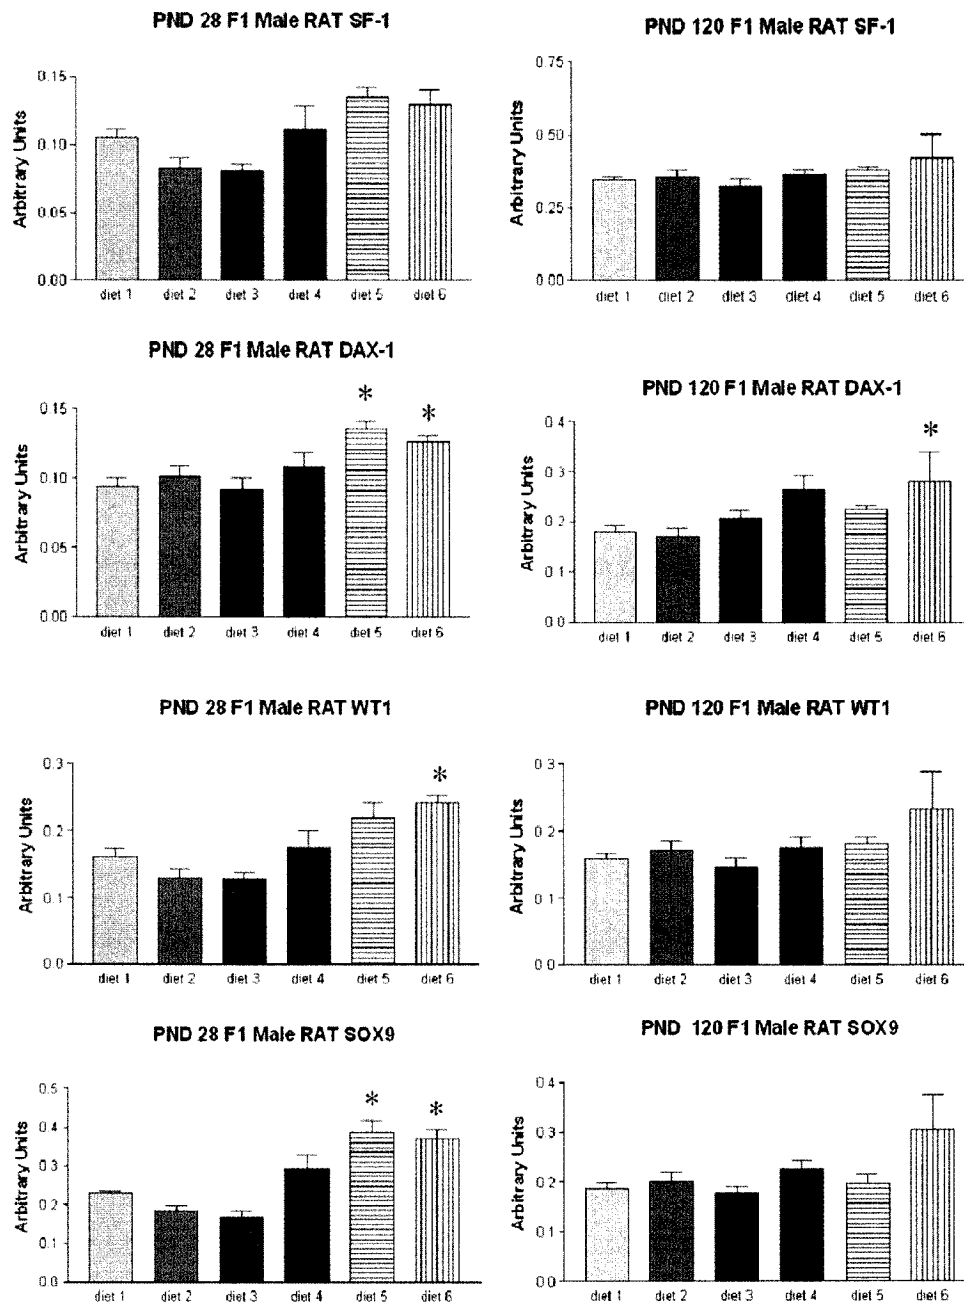 PND 28 F1 Male RAT SF-1
Arbitrary Units
0.15
0.10
0.05
0.00
diet 1 diet 2 diet 3 diet 4 diet 5 diet 6
PND 120 F1 Male RAT SF-1
Arbitrary Units
0.75
0.50
0.25
0.00
diet 1 diet 2 diet 3 diet 4 diet 5 diet 6
PND 28 F1 Male RAT DAX-1
Arbitrary Units
0.15
0.10
0.05
0.00
* *
diet 1 diet 2 diet 3 diet 4 diet 5 diet 6
PND 120 F1 Male RAT DAX-1
Arbitrary Units
0.4
0.3
0.2
0.1
0.0
*
diet 1 diet 2 diet 3 diet 4 diet 5 diet 6
PND 28 F1 Male RAT WT1
Arbitrary Units
0.3
0.2
0.1
0.0
*
diet 1 diet 2 diet 3 diet 4 diet 5 diet 6
PND 120 F1 Male RAT WT1
Arbitrary Units
0.3
0.2
0.1
0.0
diet 1 diet 2 diet 3 diet 4 diet 5 diet 6
PND 28 F1 Male RAT SOX9
Arbitrary Units
0.5
0.4
0.3
0.2
0.1
0.0
* *
diet 1 diet 2 diet 3 diet 4 diet 5 diet 6
PND 120 F1 Male RAT SOX9
Arbitrary Units
0.4
0.3
0.2
0.1
0.0
diet 1 diet 2 diet 3 diet 4 diet 5 diet 6